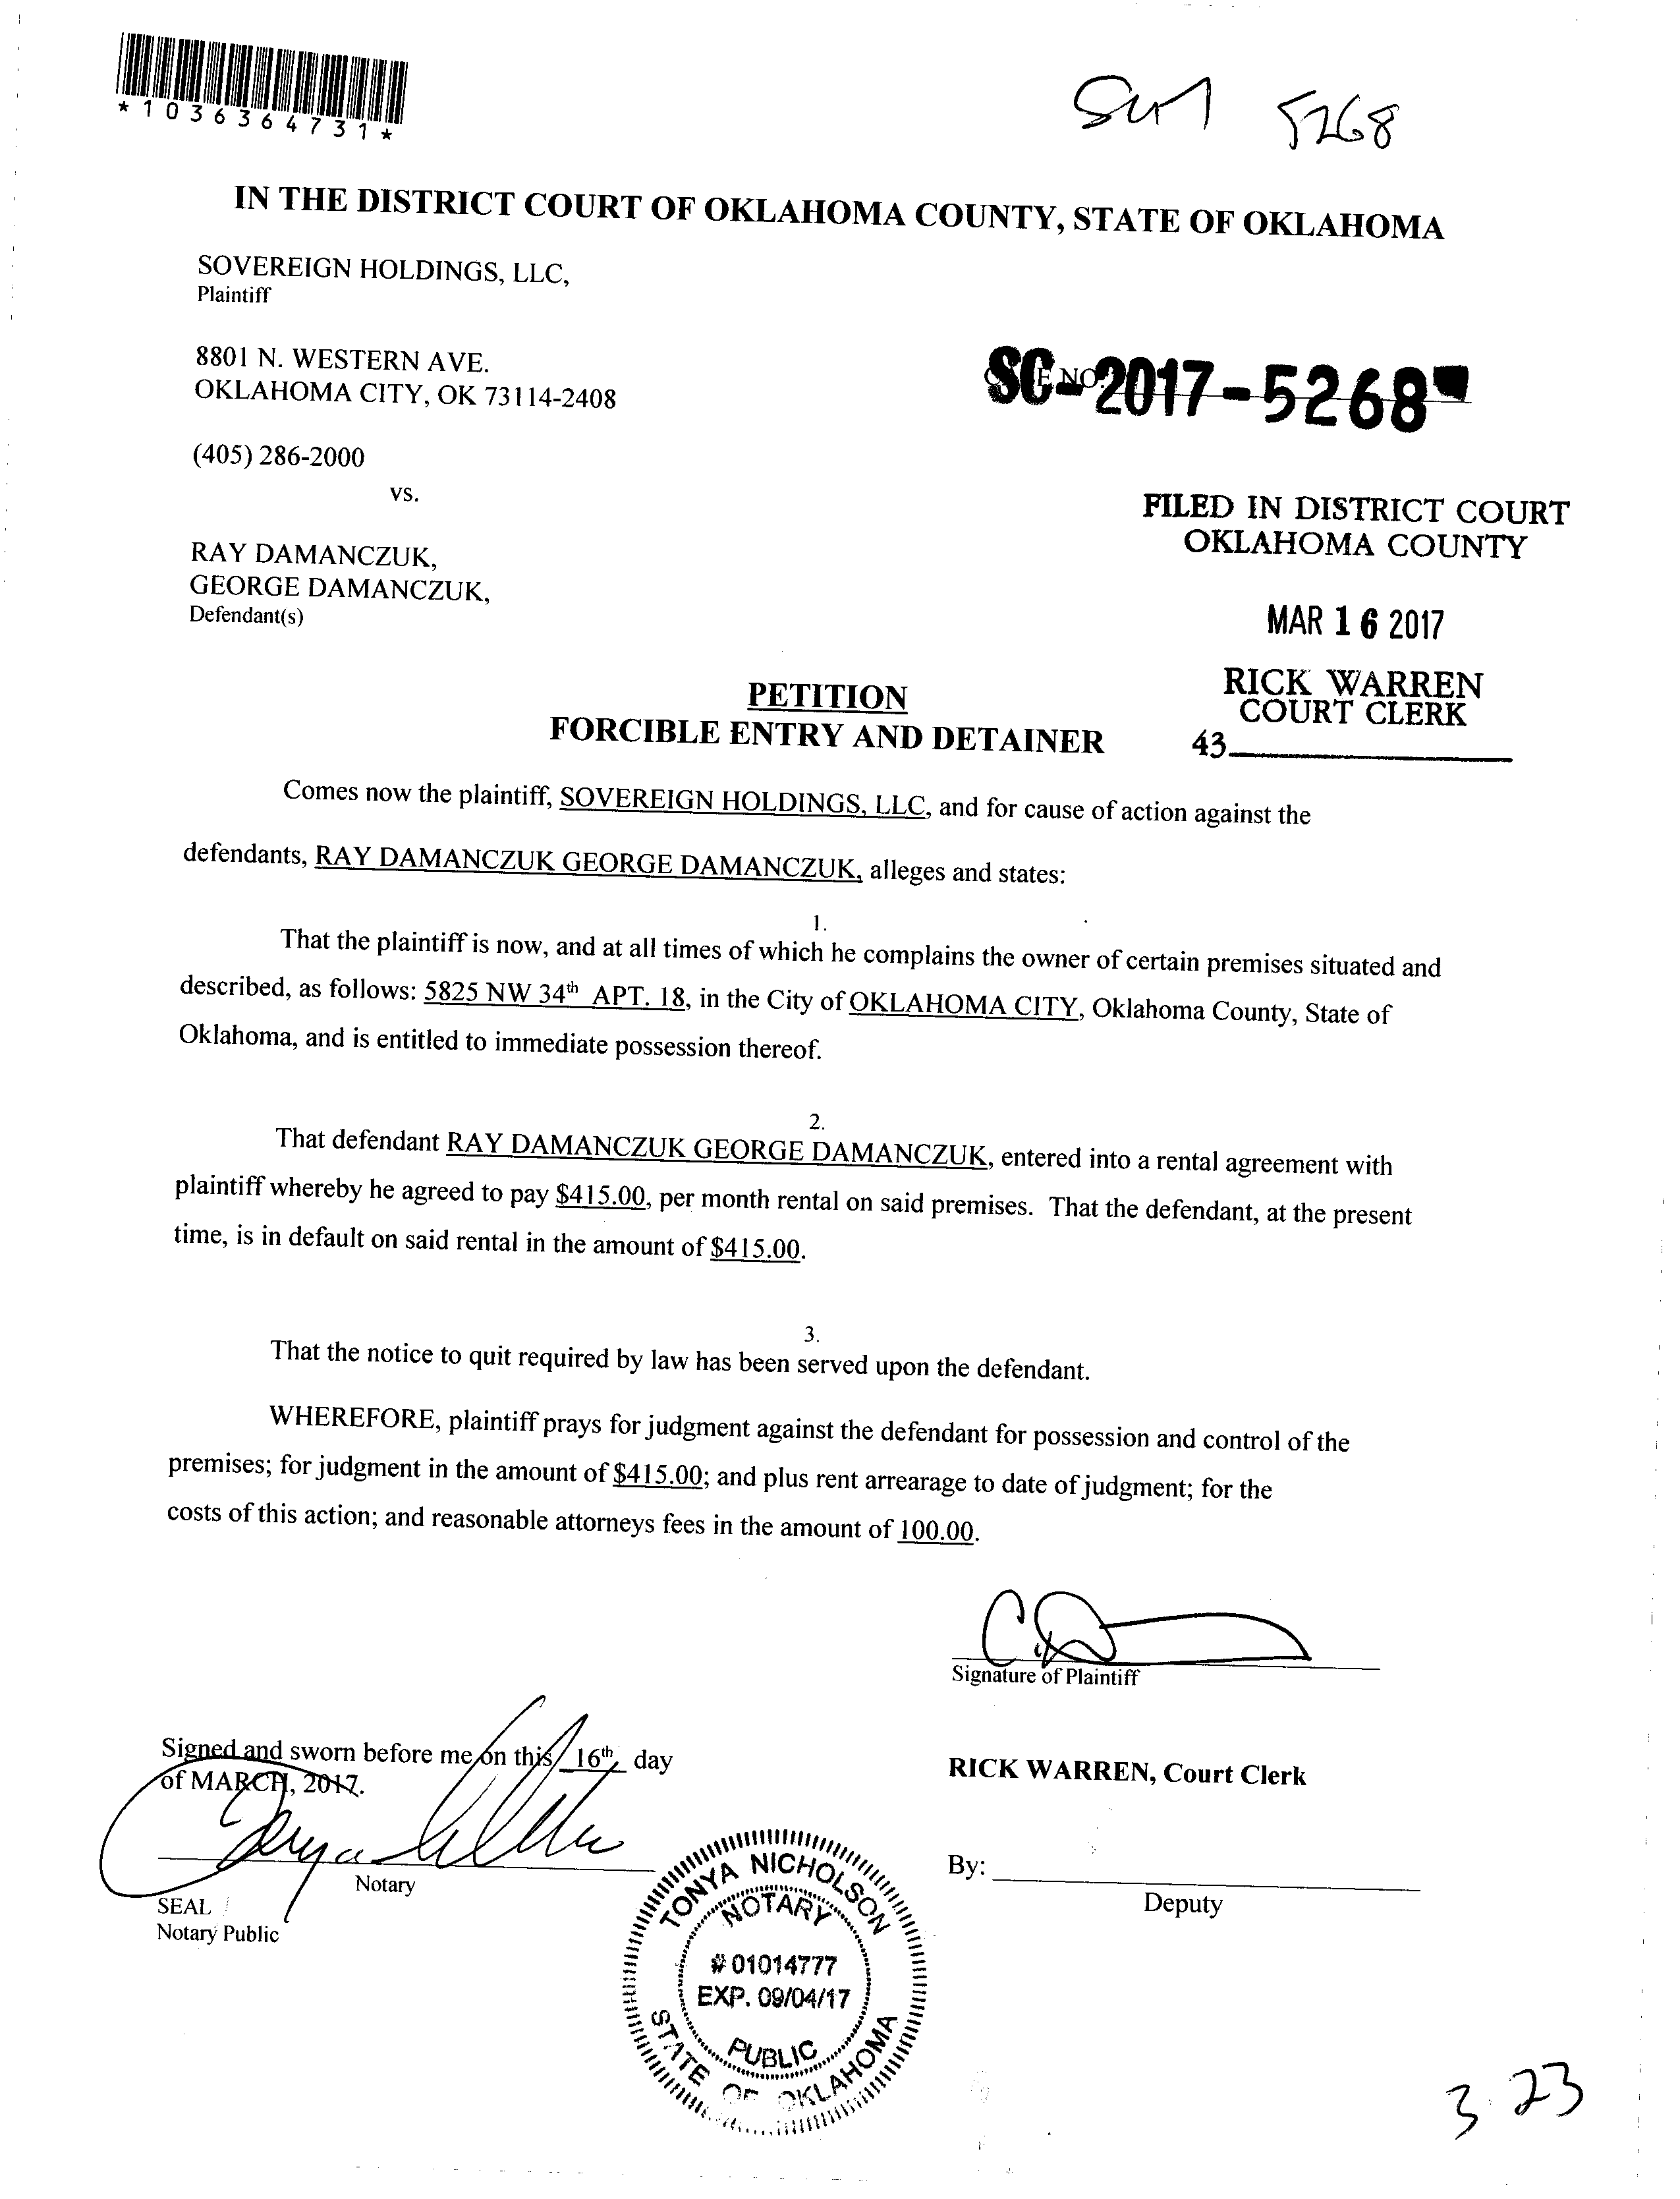 *1036364731*
5268
IN THE DISTRICT COURT OF OKLAHOMA COUNTY, STATE OF OKLAHOMA
SOVEREIGN HOLDINGS, LLC,
Plaintiff
8801 N. WESTERN AVE.
OKLAHOMA CITY, OK 73114-2408
SC-2017-5268
(405) 286-2000
vs.
FILED IN DISTRICT COURT
OKLAHOMA COUNTY
RAY DAMANCZUK,
GEORGE DAMANCZUK,
Defendant(s)
MAR 16 2017
RICK WARREN
COURT CLERK
43
PETITION
FORCIBLE ENTRY AND DETAINER
Comes now the plaintiff, SOVEREIGN HOLDINGS, LLC, and for cause of action against the
defendants, RAY DAMANCZUK GEORGE DAMANCZUK, alleges and states:
1.
That the plaintiff is now, and at all times of which he complains the owner of certain premises situated and
described, as follows: 5825 NW 34th APT. 18, in the City of OKLAHOMA CITY, Oklahoma County, State of
Oklahoma, and is entitled to immediate possession thereof.
2.
That defendant RAY DAMANCZUK GEORGE DAMANCZUK, entered into a rental agreement with
plaintiff whereby he agreed to pay $415.00, per month rental on said premises. That the defendant, at the present
time, is in default on said rental in the amount of $415.00.
3.
That the notice to quit required by law has been served upon the defendant.
WHEREFORE, plaintiff prays for judgment against the defendant for possession and control of the
premises; for judgment in the amount of $415.00; and plus rent arrearage to date of judgment; for the
costs of this action; and reasonable attorneys fees in the amount of 100.00.
Signature of Plaintiff
Signed and sworn before me on this 16th day
of MARCH, 2017.
RICK WARREN, Court Clerk
Notary
SEAL
Notary Public
By:
Deputy
TONYA NICHOLSON
NOTARY
#01014777
EXP. 09/04/17
PUBLIC
STATE OF OKLAHOMA
3 23